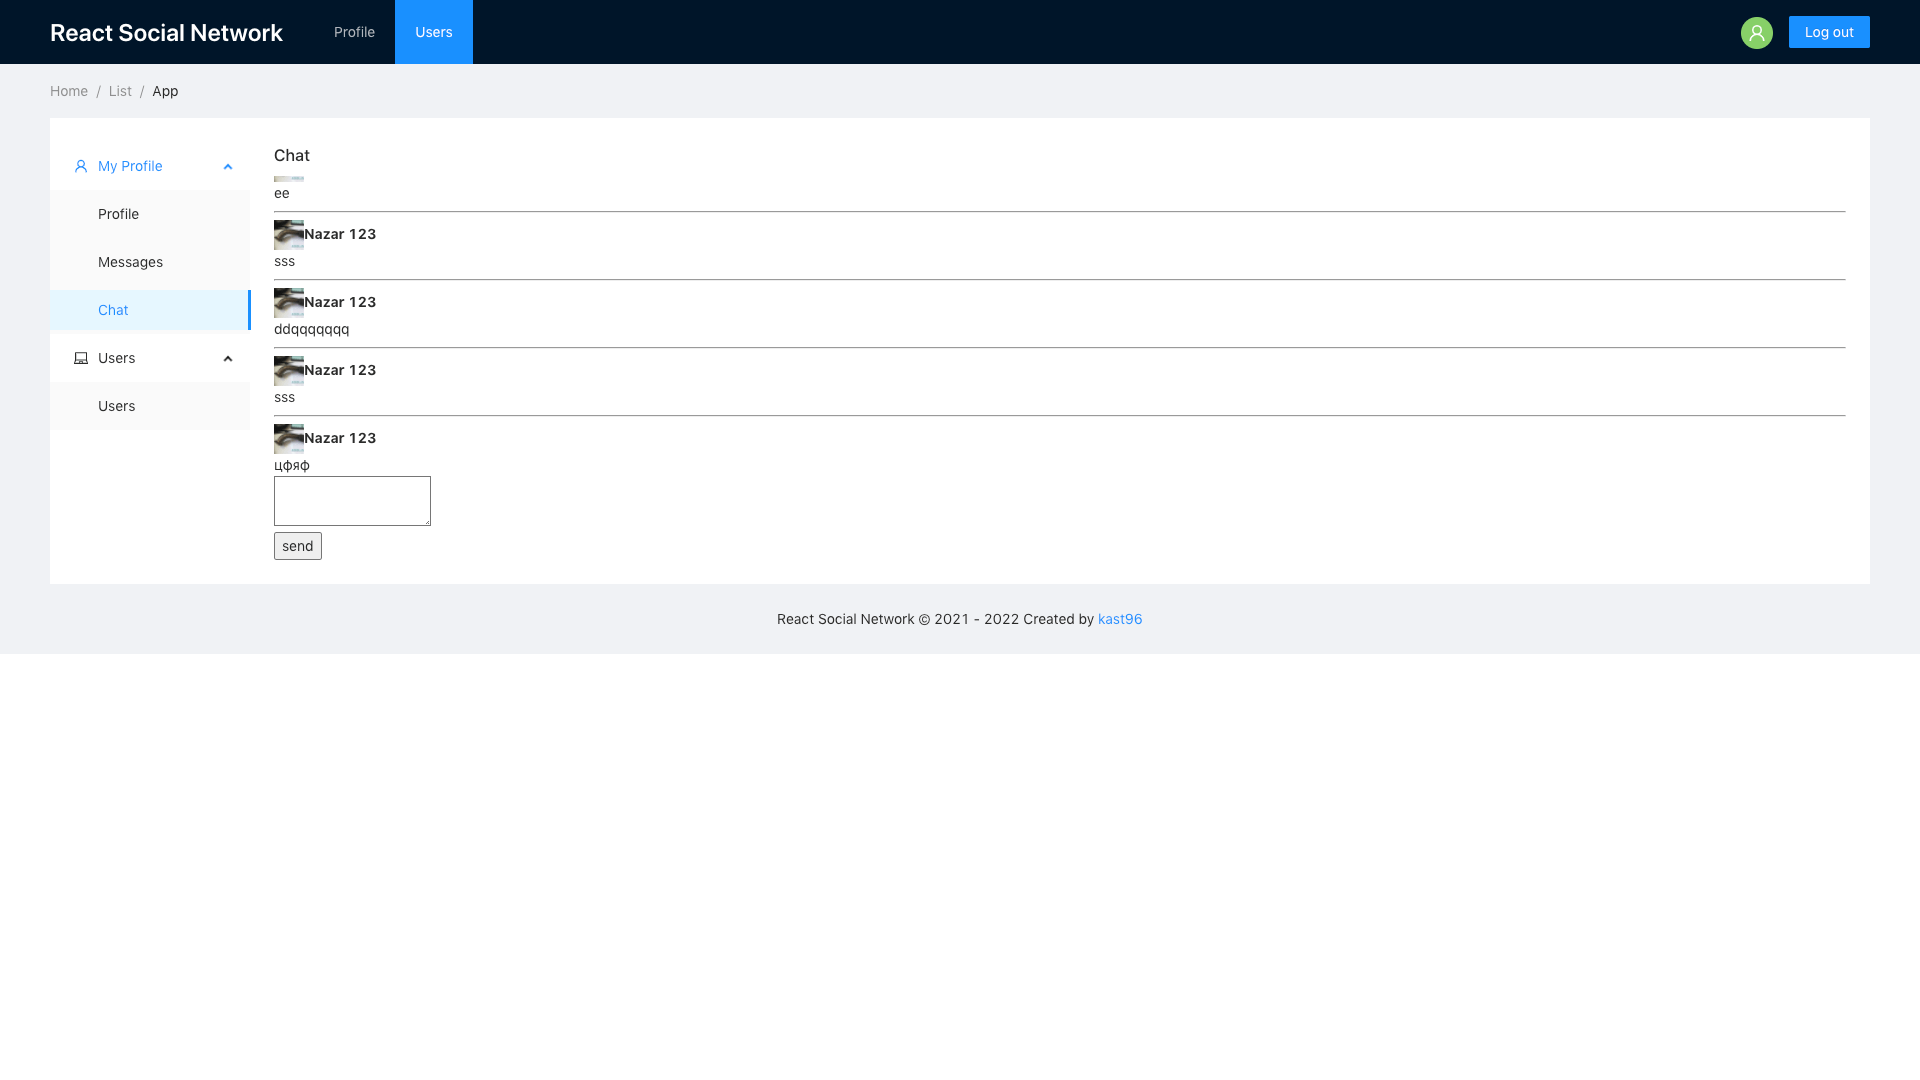 React Social Network
Profile
Users
Log out
Home / List / App
My Profile
Profile
Messages
Chat
Users
Users
Chat
ee
Nazar 123
sss
Nazar 123
ddqqqqqqq
Nazar 123
sss
Nazar 123
цфяф
send
React Social Network © 2021 - 2022 Created by kast96